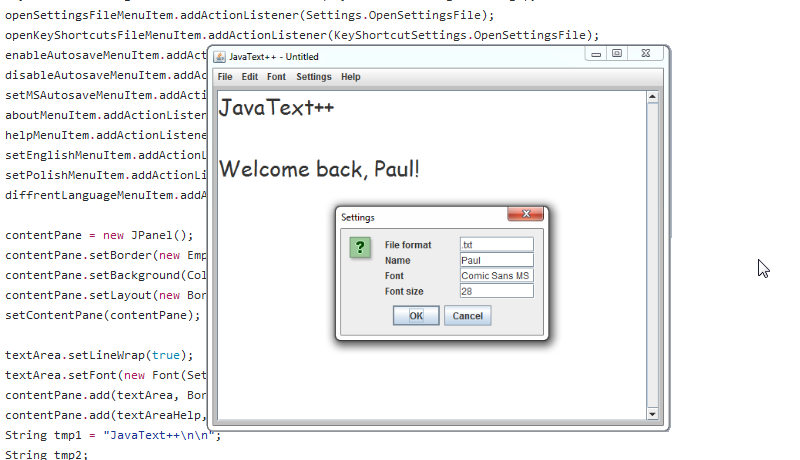 openSettingsFileMenuItem.addActionListener(Settings.OpenSettingsFile);
openKeyShortcutsFileMenuItem.addActionListener(KeyShortcutSettings.OpenSettingsFile);
enableAutosaveMenuItem.addAct
disableAutosaveMenuItem.addAc
setMSAutosaveMenuItem.addActi
aboutMenuItem.addActionListen
helpMenuItem.addActionListene
setEnglishMenuItem.addActionL
setPolishMenuItem.addActionLi
diffrentLanguageMenuItem.addA
contentPane = new JPanel();
contentPane.setBorder(new Emp
contentPane.setBackground(Col
contentPane.setLayout(new Bor
setContentPane(contentPane);
textArea.setLineWrap(true);
textArea.setFont(new Font(Set
contentPane.add(textArea, Bor
contentPane.add(textAreaHelp,
String tmp1 = "JavaText++\n\n";
String tmp2;
JavaText++ - Untitled
File Edit Font Settings Help
JavaText++
Welcome back, Paul!
Settings
File format .txt
Name Paul
Font Comic Sans MS
Font size 28
OK Cancel